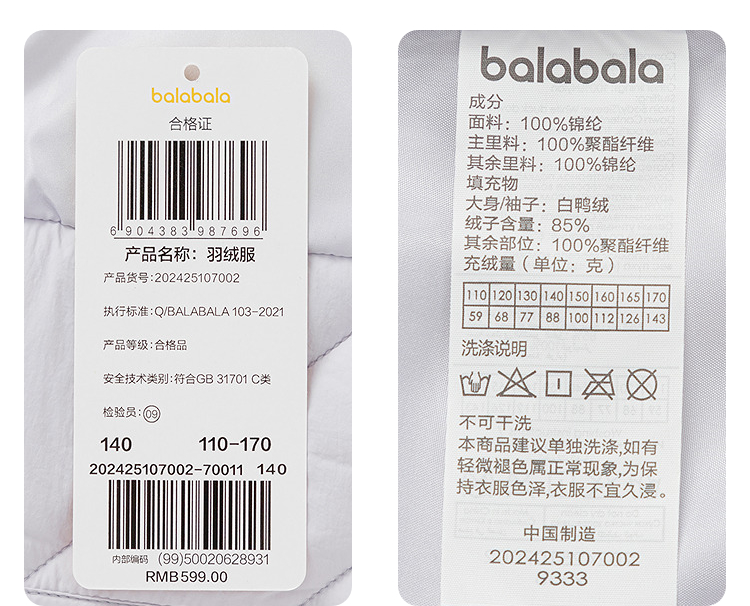 balabala
合格证
6904383987696
产品名称：羽绒服
产品货号:202425107002
执行标准:Q/BALABALA 103-2021
产品等级:合格品
安全技术类别:符合GB 31701 C类
检验员:09
140 110-170
202425107002-70011 140
内部编码 (99)50020628931
RMB599.00
balabala
成分
面料：100%锦纶
主里料：100%聚酯纤维
其余里料：100%锦纶
填充物
大身/袖子：白鸭绒
绒子含量：85%
其余部位：100%聚酯纤维
充绒量（单位：克）
110 120 130 140 150 160 165 170
59 68 77 88 100 112 126 143
洗涤说明
不可干洗
本商品建议单独洗涤,如有
轻微褪色属正常现象,为保
持衣服色泽,衣服不宜久浸。
中国制造
202425107002
9333